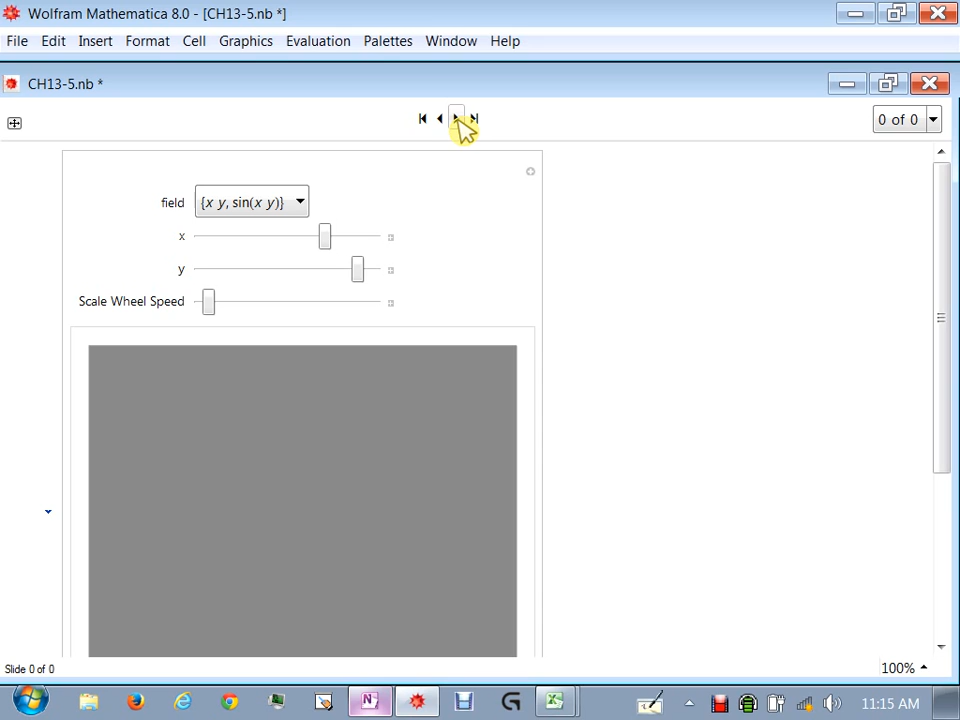 Wolfram Mathematica 8.0 - [CH13-5.nb *]
File Edit Insert Format Cell Graphics Evaluation Palettes Window Help
CH13-5.nb *
0 of 0
field {x y, sin(x y)}
x
y
Scale Wheel Speed
Slide 0 of 0
100%
11:15 AM